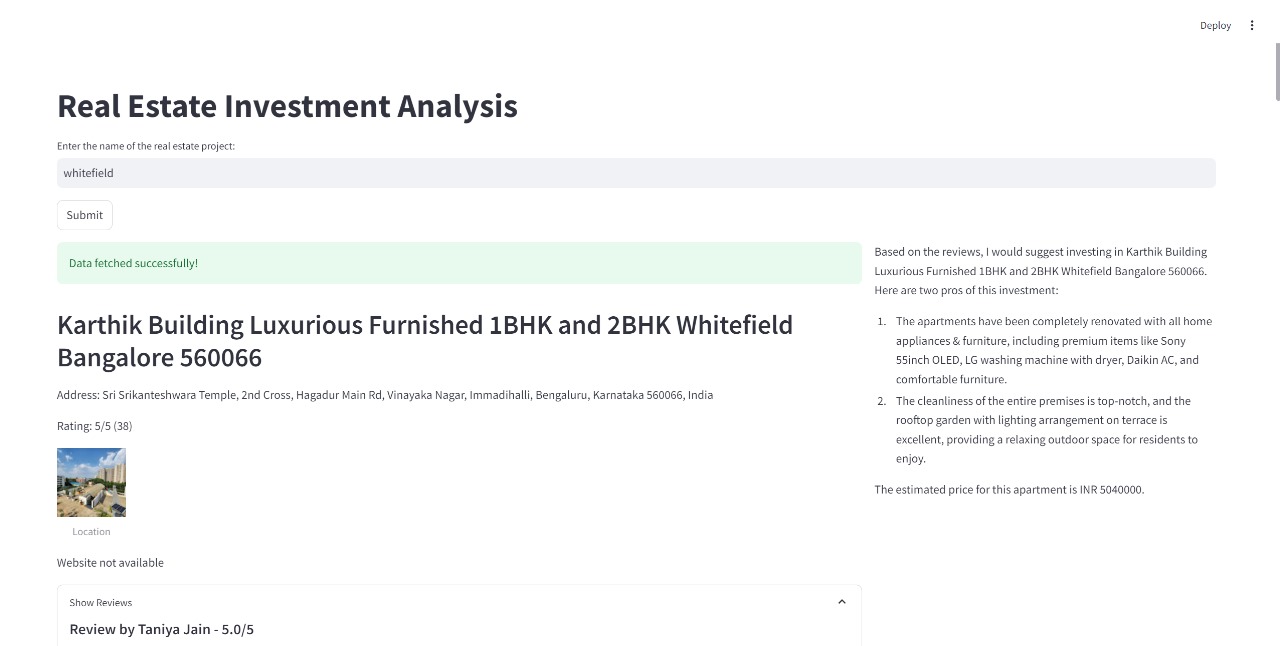 Deploy
Real Estate Investment Analysis
Enter the name of the real estate project:
whitefield
Submit
Data fetched successfully!
Karthik Building Luxurious Furnished 1BHK and 2BHK Whitefield
Bangalore 560066
Address: Sri Srikanteshwara Temple, 2nd Cross, Hagadur Main Rd, Vinayaka Nagar, Immadihalli, Bengaluru, Karnataka 560066, India
Rating: 5/5 (38)
Location
Website not available
Show Reviews
Review by Taniya Jain - 5.0/5
Based on the reviews, I would suggest investing in Karthik Building
Luxurious Furnished 1BHK and 2BHK Whitefield Bangalore 560066.
Here are two pros of this investment:
1. The apartments have been completely renovated with all home
appliances & furniture, including premium items like Sony
55inch OLED, LG washing machine with dryer, Daikin AC, and
comfortable furniture.
2. The cleanliness of the entire premises is top-notch, and the
rooftop garden with lighting arrangement on terrace is
excellent, providing a relaxing outdoor space for residents to
enjoy.
The estimated price for this apartment is INR 5040000.